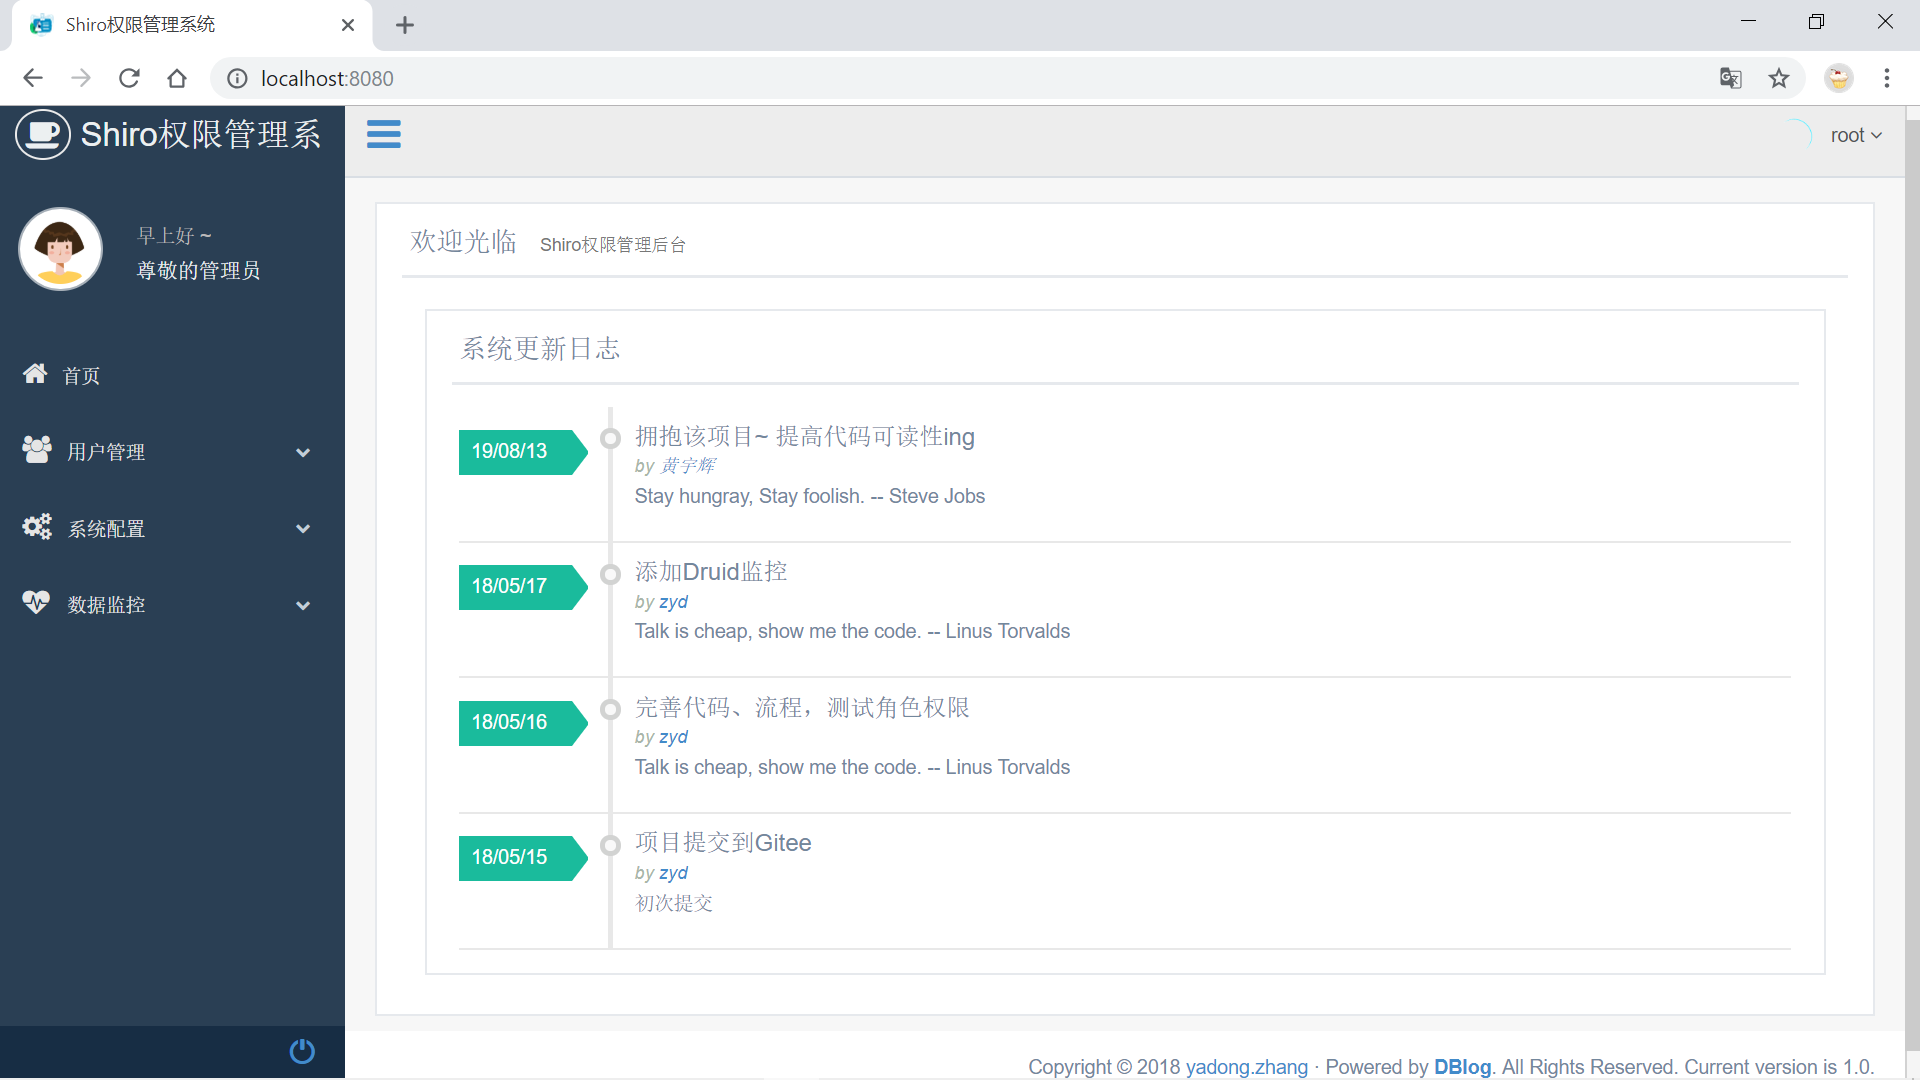 Shiro权限管理系统
localhost:8080
Shiro权限管理系
root
早上好 ~
尊敬的管理员
首页
用户管理
系统配置
数据监控
欢迎光临 Shiro权限管理后台
系统更新日志
19/08/13
拥抱该项目~ 提高代码可读性ing
by 黄宇辉
Stay hungray, Stay foolish. -- Steve Jobs
18/05/17
添加Druid监控
by zyd
Talk is cheap, show me the code. -- Linus Torvalds
18/05/16
完善代码、流程，测试角色权限
by zyd
Talk is cheap, show me the code. -- Linus Torvalds
18/05/15
项目提交到Gitee
by zyd
初次提交
Copyright © 2018 yadong.zhang · Powered by DBlog. All Rights Reserved. Current version is 1.0.